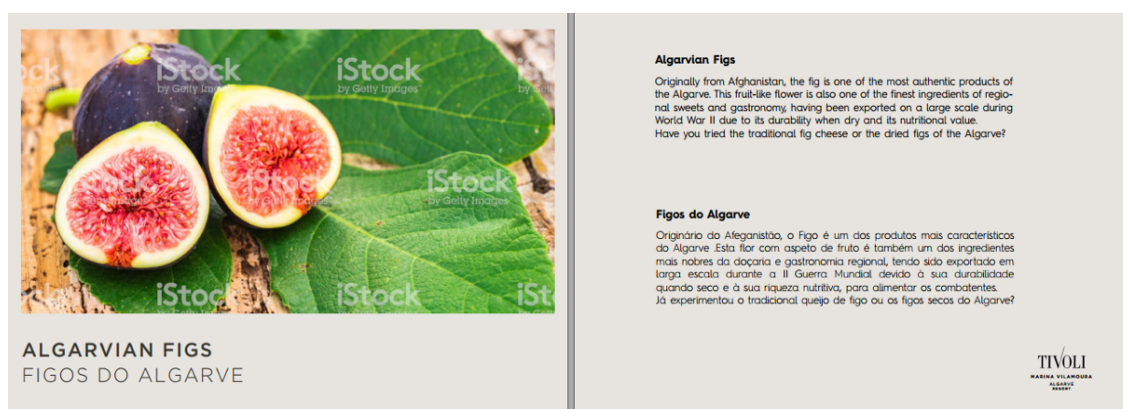 iStock
by Getty Images
iStock
by Getty Images
iStock
by Getty Images
iStock
by Getty Images
iStock
iStock
iSt
ALGARVIAN FIGS
FIGOS DO ALGARVE
Algarvian Figs
Originally from Afghanistan, the fig is one of the most authentic products of
the Algarve. This fruit-like flower is also one of the finest ingredients of regio-
nal sweets and gastronomy, having been exported on a large scale during
World War II due to its durability when dry and its nutritional value.
Have you tried the traditional fig cheese or the dried figs of the Algarve?
Figos do Algarve
Originário do Afeganistão, o Figo é um dos produtos mais característicos
do Algarve .Esta flor com aspeto de fruto é também um dos ingredientes
mais nobres da doçaria e gastronomia regional, tendo sido exportado em
larga escala durante a II Guerra Mundial devido à sua durabilidade
quando seco e à sua riqueza nutritiva, para alimentar os combatentes.
Já experimentou o tradicional queijo de figo ou os figos secos do Algarve?
TIVOLI
MARINA VILAMOURA
ALGARVE
RESORT